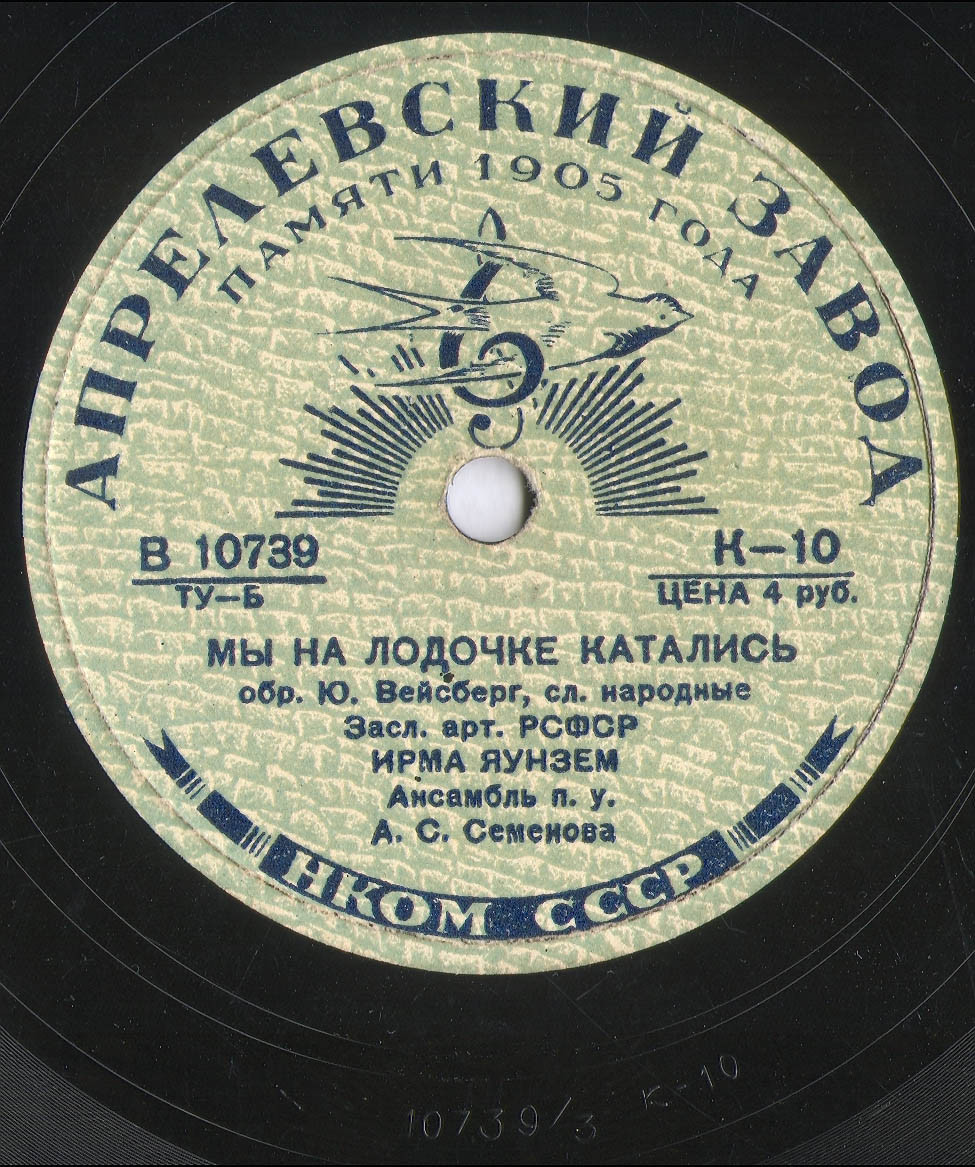 АПРЕЛЕВСКИЙ ЗАВОД
ПАМЯТИ 1905 ГОДА
В 10739
ТУ—Б
К—10
ЦЕНА 4 руб.
МЫ НА ЛОДОЧКЕ КАТАЛИСЬ
обр. Ю. Вейсберг, сл. народные
Засл. арт. РСФСР
ИРМА ЯУНЗЕМ
Ансамбль п. у.
А. С. Семенова
НКОМ СССР
10739/3 К-10